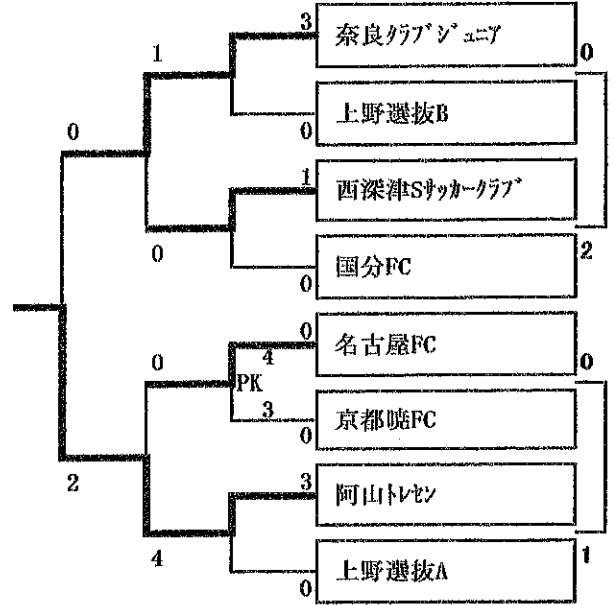 3
奈良クラブジュニア
0
1
0
上野選抜B
0
1
西深津Sサッカークラブ
0
0
国分FC
2
0
名古屋FC
0
0
4
PK
3
0
京都暁FC
2
3
阿山トレセン
4
0
上野選抜A
1